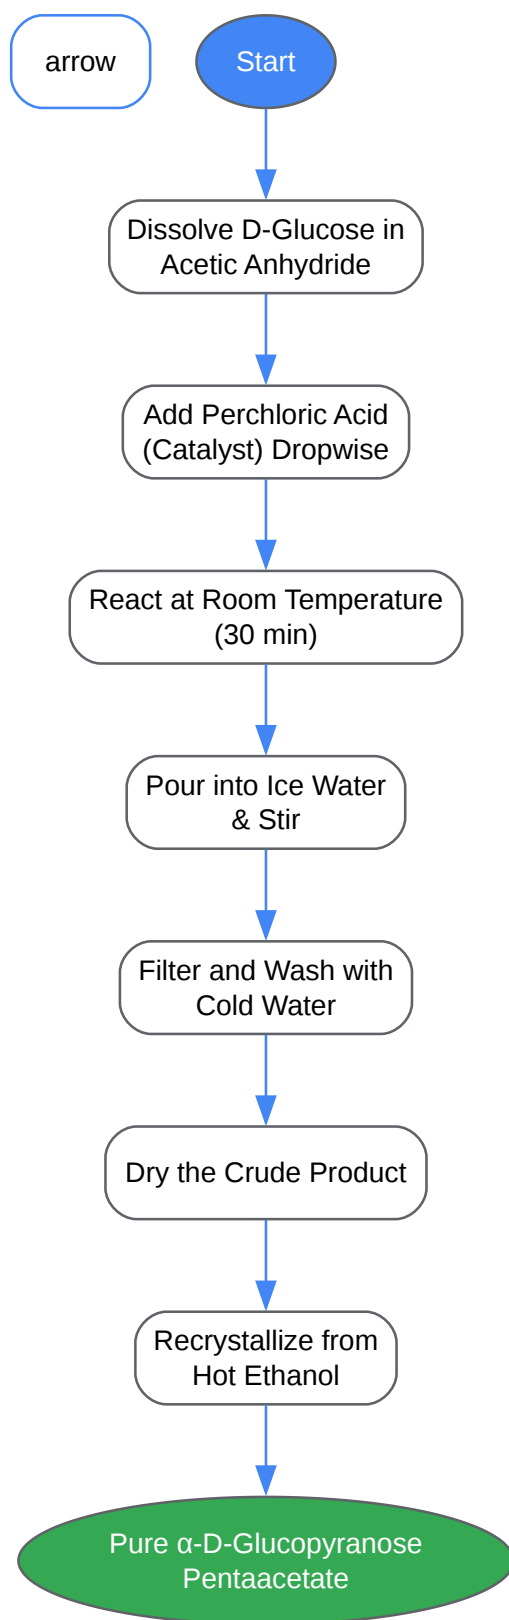 arrow
Start
Dissolve D-Glucose in
Acetic Anhydride
Add Perchloric Acid
(Catalyst) Dropwise
React at Room Temperature
(30 min)
Pour into Ice Water
& Stir
Filter and Wash with
Cold Water
Dry the Crude Product
Recrystallize from
Hot Ethanol
Pure α-D-Glucopyranose
Pentaacetate